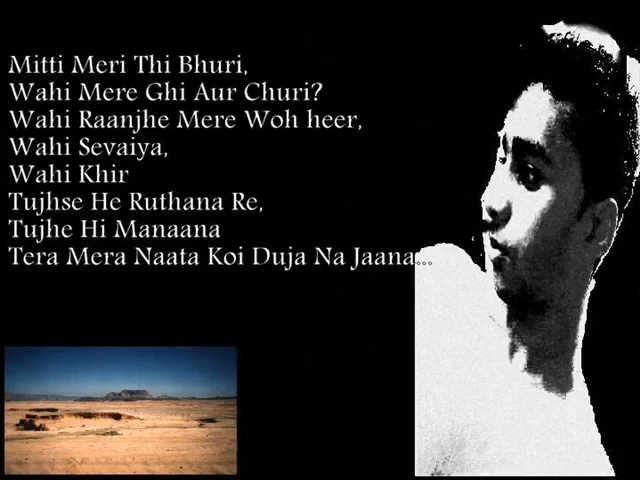 Mitti Meri Thi Bhuri,
Wahi Mere Ghi Aur Churi?
Wahi Raanjhe Mere Woh heer,
Wahi Sevaiya,
Wahi Khir
Tujhse He Ruthana Re,
Tujhe Hi Manaana
Tera Mera Naata Koi Duja Na Jaana...